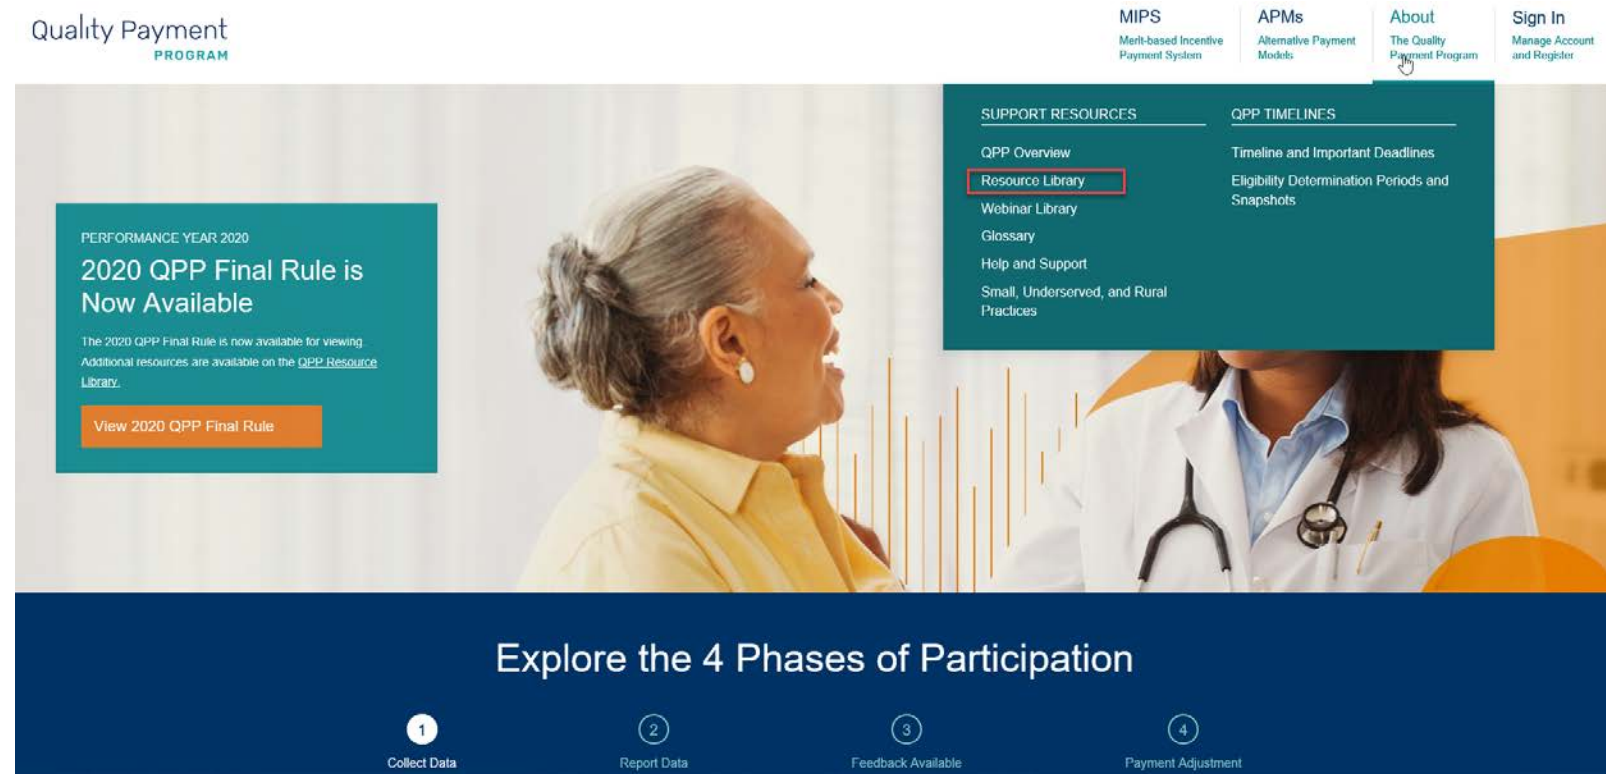 Quality Payment
PROGRAM
MIPS
Merit-based Incentive
Payment System
APMs
Alternative Payment
Models
About
The Quality
Payment Program
Sign In
Manage Account
and Register
SUPPORT RESOURCES
QPP Overview
Resource Library
Webinar Library
Glossary
Help and Support
Small, Underserved, and Rural
Practices
QPP TIMELINES
Timeline and Important Deadlines
Eligibility Determination Periods and
Snapshots
PERFORMANCE YEAR 2020
2020 QPP Final Rule is
Now Available
The 2020 QPP Final Rule is now available for viewing
Additional resources are available on the QPP Resource
Library.
View 2020 QPP Final Rule
Explore the 4 Phases of Participation
1
Collect Data
2
Report Data
3
Feedback Available
4
Payment Adjustment